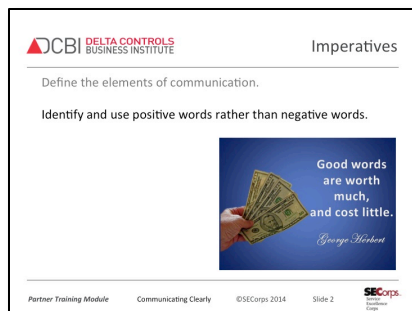 DCBI DELTA CONTROLS
BUSINESS INSTITUTE
Imperatives
Define the elements of communication.
Identify and use positive words rather than negative words.
Good words
are worth
much,
and cost little.
George Herbert
Partner Training Module Communicating Clearly ©SECorps 2014 Slide 2
SECorps
Service
Excellence
Corps